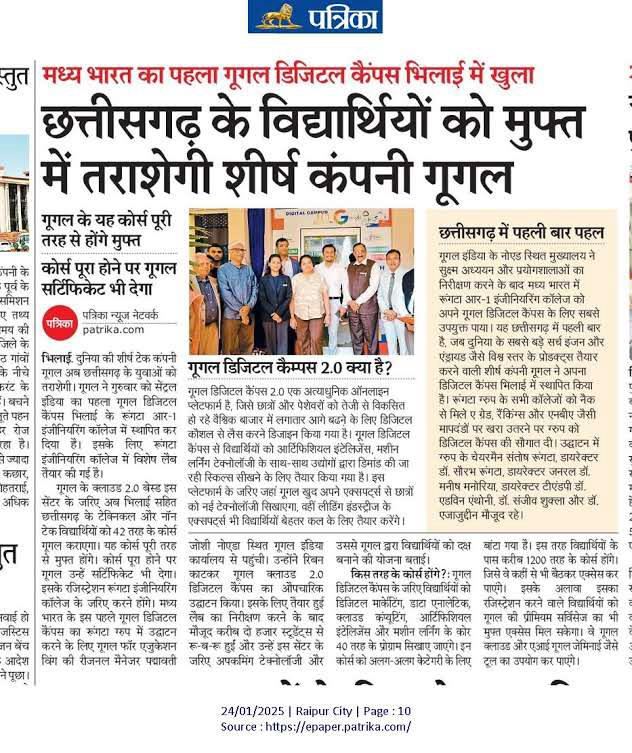 पत्रिका
मध्य भारत का पहला गूगल डिजिटल कैंपस भिलाई में खुला
छत्तीसगढ़ के विद्यार्थियों को मुफ्त
में तराशेगी शीर्ष कंपनी गूगल
गूगल के यह कोर्स पूरी
तरह से होंगे मुफ्त
कोर्स पूरा होने पर गूगल
सर्टिफिकेट भी देगा
पत्रिका
पत्रिका न्यूज नेटवर्क
patrika.com
भिलाई. दुनिया की शीर्ष टेक कंपनी
गूगल अब छत्तीसगढ़ के युवाओं को
तराशेगी। गूगल ने गुरुवार को सेंट्रल
इंडिया का पहला गूगल डिजिटल
कैंपस भिलाई के रूंगटा आर-1
इंजीनियरिंग कॉलेज में स्थापित कर
दिया है। इसके लिए रूंगटा
इंजीनियरिंग कॉलेज में विशेष लैब
तैयार की गई है।
गूगल के क्लाउड 2.0 बेस्ड इस
सेंटर के जरिए अब भिलाई सहित
छत्तीसगढ़ के टेक्निकल और नॉन
टेक विद्यार्थियों को 42 तरह के कोर्स
गूगल कराएगा। यह कोर्स पूरी तरह
से मुफ्त होंगे। कोर्स पूरा होने पर
गूगल उन्हें सर्टिफिकेट भी देगा।
इसके रजिस्ट्रेशन रूंगटा इंजीनियरिंग
कॉलेज के जरिए करने होंगे। मध्य
भारत के इस पहले गूगल डिजिटल
कैंपस का रूंगटा ग्रुप में उद्घाटन
करने के लिए गूगल फॉर एजुकेशन
विंग की रीजनल मैनेजर पद्मावती
DIGITAL CAMPUS
गूगल डिजिटल कैम्पस 2.0 क्या है?
गूगल डिजिटल कैंपस 2.0 एक अत्याधुनिक ऑनलाइन
प्लेटफार्म है, जिसे छात्रों और पेशेवरों को तेजी से विकसित
हो रहे वैश्विक बाजार में लगातार आगे बढने के लिए डिजिटल
कौशल से लैस करने डिजाइन किया गया है। गूगल डिजिटल
कैंपस से विद्यार्थियों को आर्टिफिशियल इंटेलिजेंस, मशीन
लर्निंग टेक्नोलॉजी के साथ-साथ उद्योगों द्वारा डिमांड की जा
रही स्किल्स सीखने के लिए तैयार किया गया है। इस
प्लेटफार्म के जरिए जहां गूगल खुद अपने एक्सपर्ट्स से छात्रों
को नई टेक्नोलॉजी सिखाएगा, वहीं लीडिंग इंडस्ट्रीज के
एक्सपर्ट्स भी विद्यार्थियों बेहतर कल के लिए तैयार करेंगे।
जोशी नोएडा स्थित गूगल इंडिया
कार्यालय से पहुंची। उन्होंने रिबन
काटकर गूगल क्लाउड 2.0
डिजिटल कैंपस का औपचारिक
उद्घाटन किया। इसके लिए तैयार हुई
लैब का निरीक्षण करने के बाद
मौजूद करीब दो हजार स्टूडेंट्स से
रू-ब-रू हुईं और उन्हें इस सेंटर के
जरिए अपकमिंग टेक्नोलॉजी और
उससे गूगल द्वारा विद्यार्थियों को दक्ष
बनाने की योजना बताई।
किस तरह के कोर्स होंगे?: गूगल
डिजिटल कैंपस के जरिए विद्यार्थियों को
डिजिटल मार्केटिंग, डाटा एनालेटिक,
क्लाउड कंप्यूटिंग, आर्टिफिशियल
इंटेलिजेंस और मशीन लर्निंग के कोर
40 तरह के प्रोग्राम सिखाए जाएंगे। इन
कोर्स को अलग-अलग केटेगरी के लिए
छत्तीसगढ़ में पहली बार पहल
गूगल इंडिया के नोएड स्थित मुख्यालय ने
सूक्ष्म अध्ययन और प्रयोगशालाओं का
निरीक्षण करने के बाद मध्य भारत में
रूंगटा आर-1 इंजीनियरिंग कॉलेज को
अपने गूगल डिजिटल कैंपस के लिए सबसे
उपयुक्त पाया। यह छत्तीसगढ़ में पहली बार
है, जब दुनिया के सबसे बड़े सर्च इंजन और
एंड्रायड जैसे विश्व स्तर के प्रोडक्ट्स तैयार
करने वाली शीर्ष कंपनी गूगल ने अपना
डिजिटल कैंपस भिलाई में स्थापित किया
है। रूंगटा ग्रुप के सभी कॉलेजों को नैक
से मिले ए ग्रेड, रैंकिंग्स और एनबीए जैसी
मापदंडों पर खरा उतरने पर ग्रुप को
डिजिटल कैंपस की सौगात दी। उद्घाटन में
ग्रुप के चेयरमैन संतोष रूंगटा, डायरेक्टर
डॉ. सौरभ रूंगटा, डायरेक्टर जनरल डॉ.
मनीष मनोरिया, डायरेक्टर टीएंडपी डॉ.
एडविन एंथोनी, डॉ. संजीव शुक्ला और डॉ.
एजाजुद्दीन मौजूद रहे।
बांटा गया है। इस तरह विद्यार्थियों के
पास करीब 1200 तरह के कोर्स होंगे।
जिसे वे कहीं से भी बैठकर एक्सेस कर
पाएंगे। इसके अलावा इसका
रजिस्ट्रेशन करने वाले विद्यार्थियों को
गूगल की प्रीमियम सर्विसेज का भी
मुफ्त एक्सेस मिल सकेगा। वे गूगल
क्लाउड और एआई गूगल जेमिनाई जैसे
टूल का उपयोग कर पाएंगे।
24/01/2025 | Raipur City | Page : 10
Source : https://epaper.patrika.com/